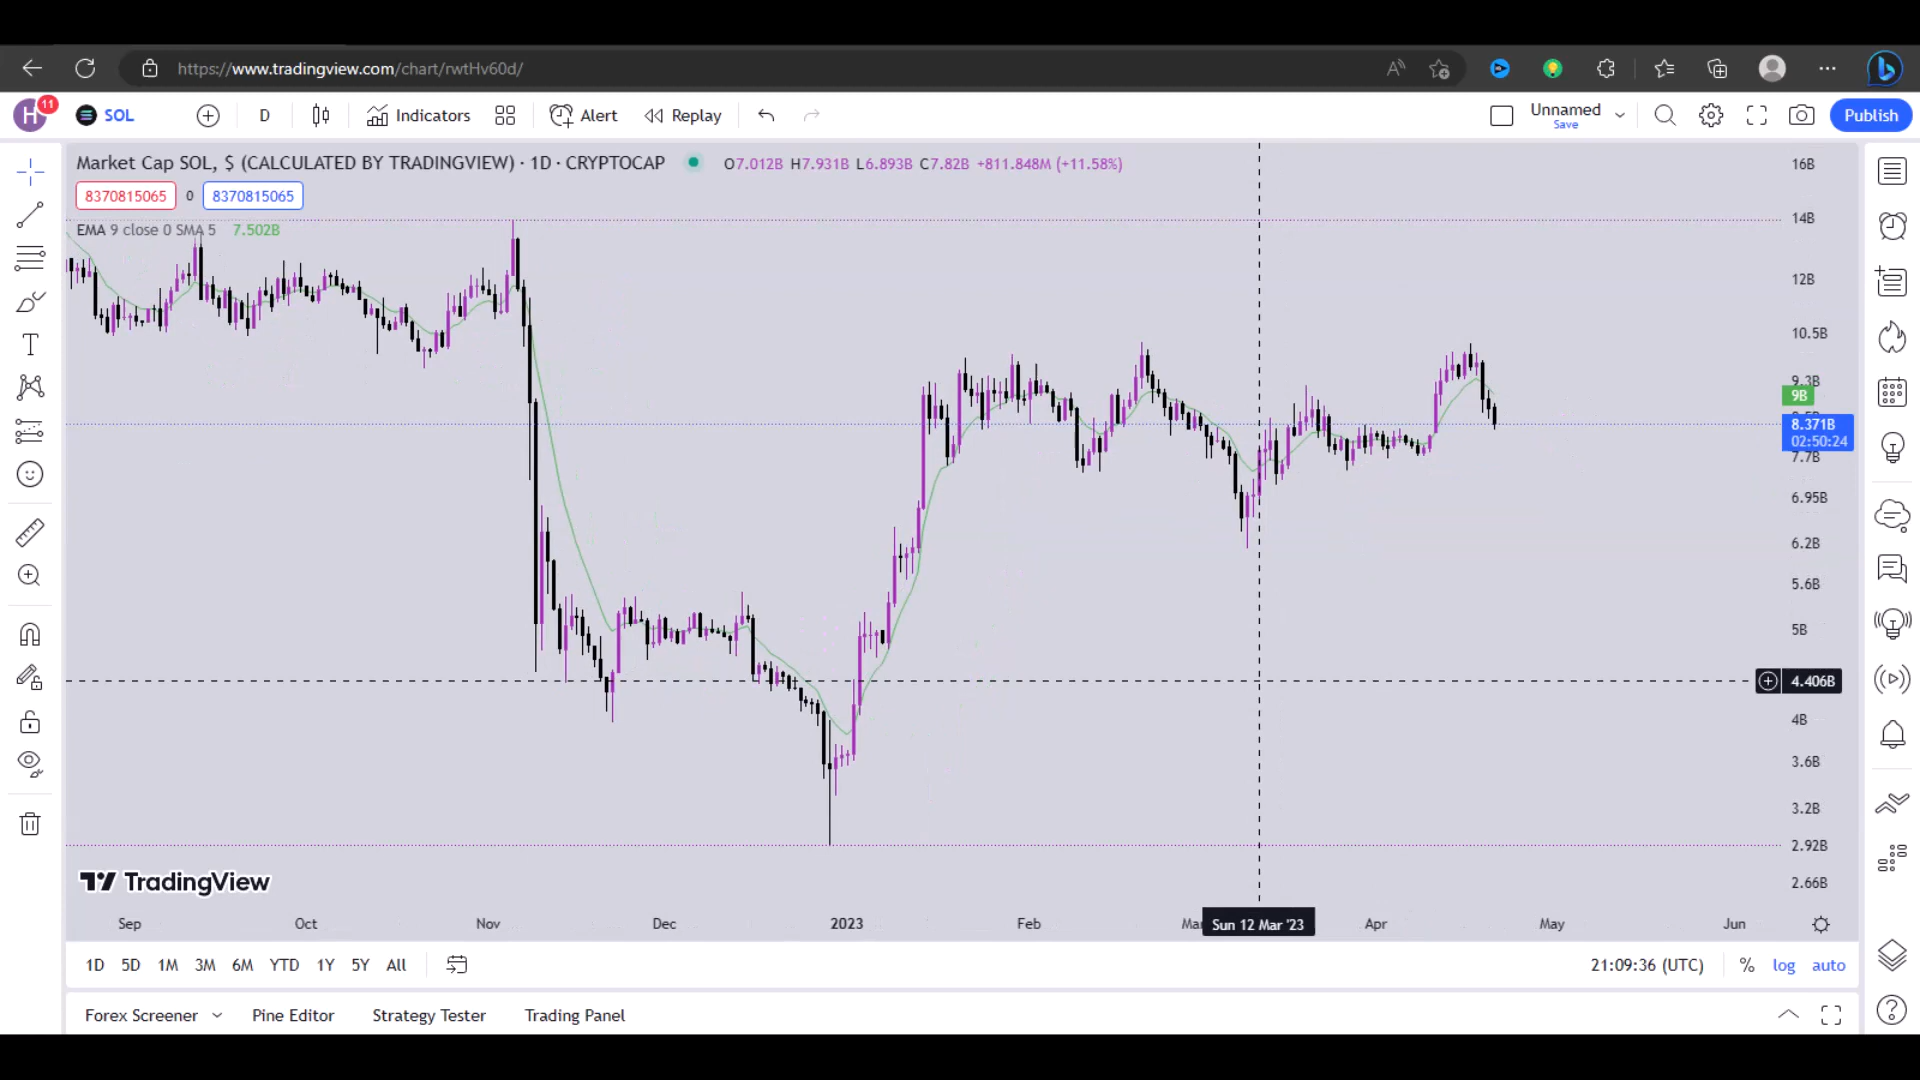 https://www.tradingview.com/chart/rwtHv60d/
H 11 SOL D Indicators Alert Replay Unnamed Save Publish
Market Cap SOL, $ (CALCULATED BY TRADINGVIEW) · 1D · CRYPTOCAP O7.012B H7.931B L6.893B C7.82B +811.848M (+11.58%)
8370815065 0 8370815065
EMA 9 close 0 SMA 5 7.502B
16B
14B
12B
10.5B
9.3B
9B
8.371B
02:50:24
7.7B
6.95B
6.2B
5.6B
5B
4.406B
4B
3.6B
3.2B
2.92B
2.66B
TradingView
Sep Oct Nov Dec 2023 Feb Sun 12 Mar '23 Apr May Jun
1D 5D 1M 3M 6M YTD 1Y 5Y All 21:09:36 (UTC) % log auto
Forex Screener Pine Editor Strategy Tester Trading Panel